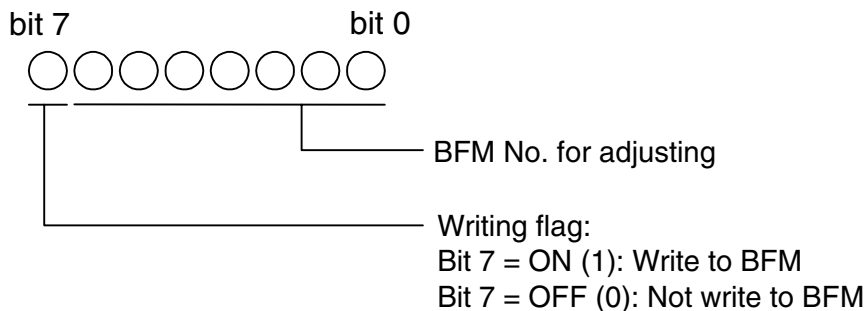 bit 7
bit 0
BFM No. for adjusting
Writing flag:
Bit 7 = ON (1): Write to BFM
Bit 7 = OFF (0): Not write to BFM